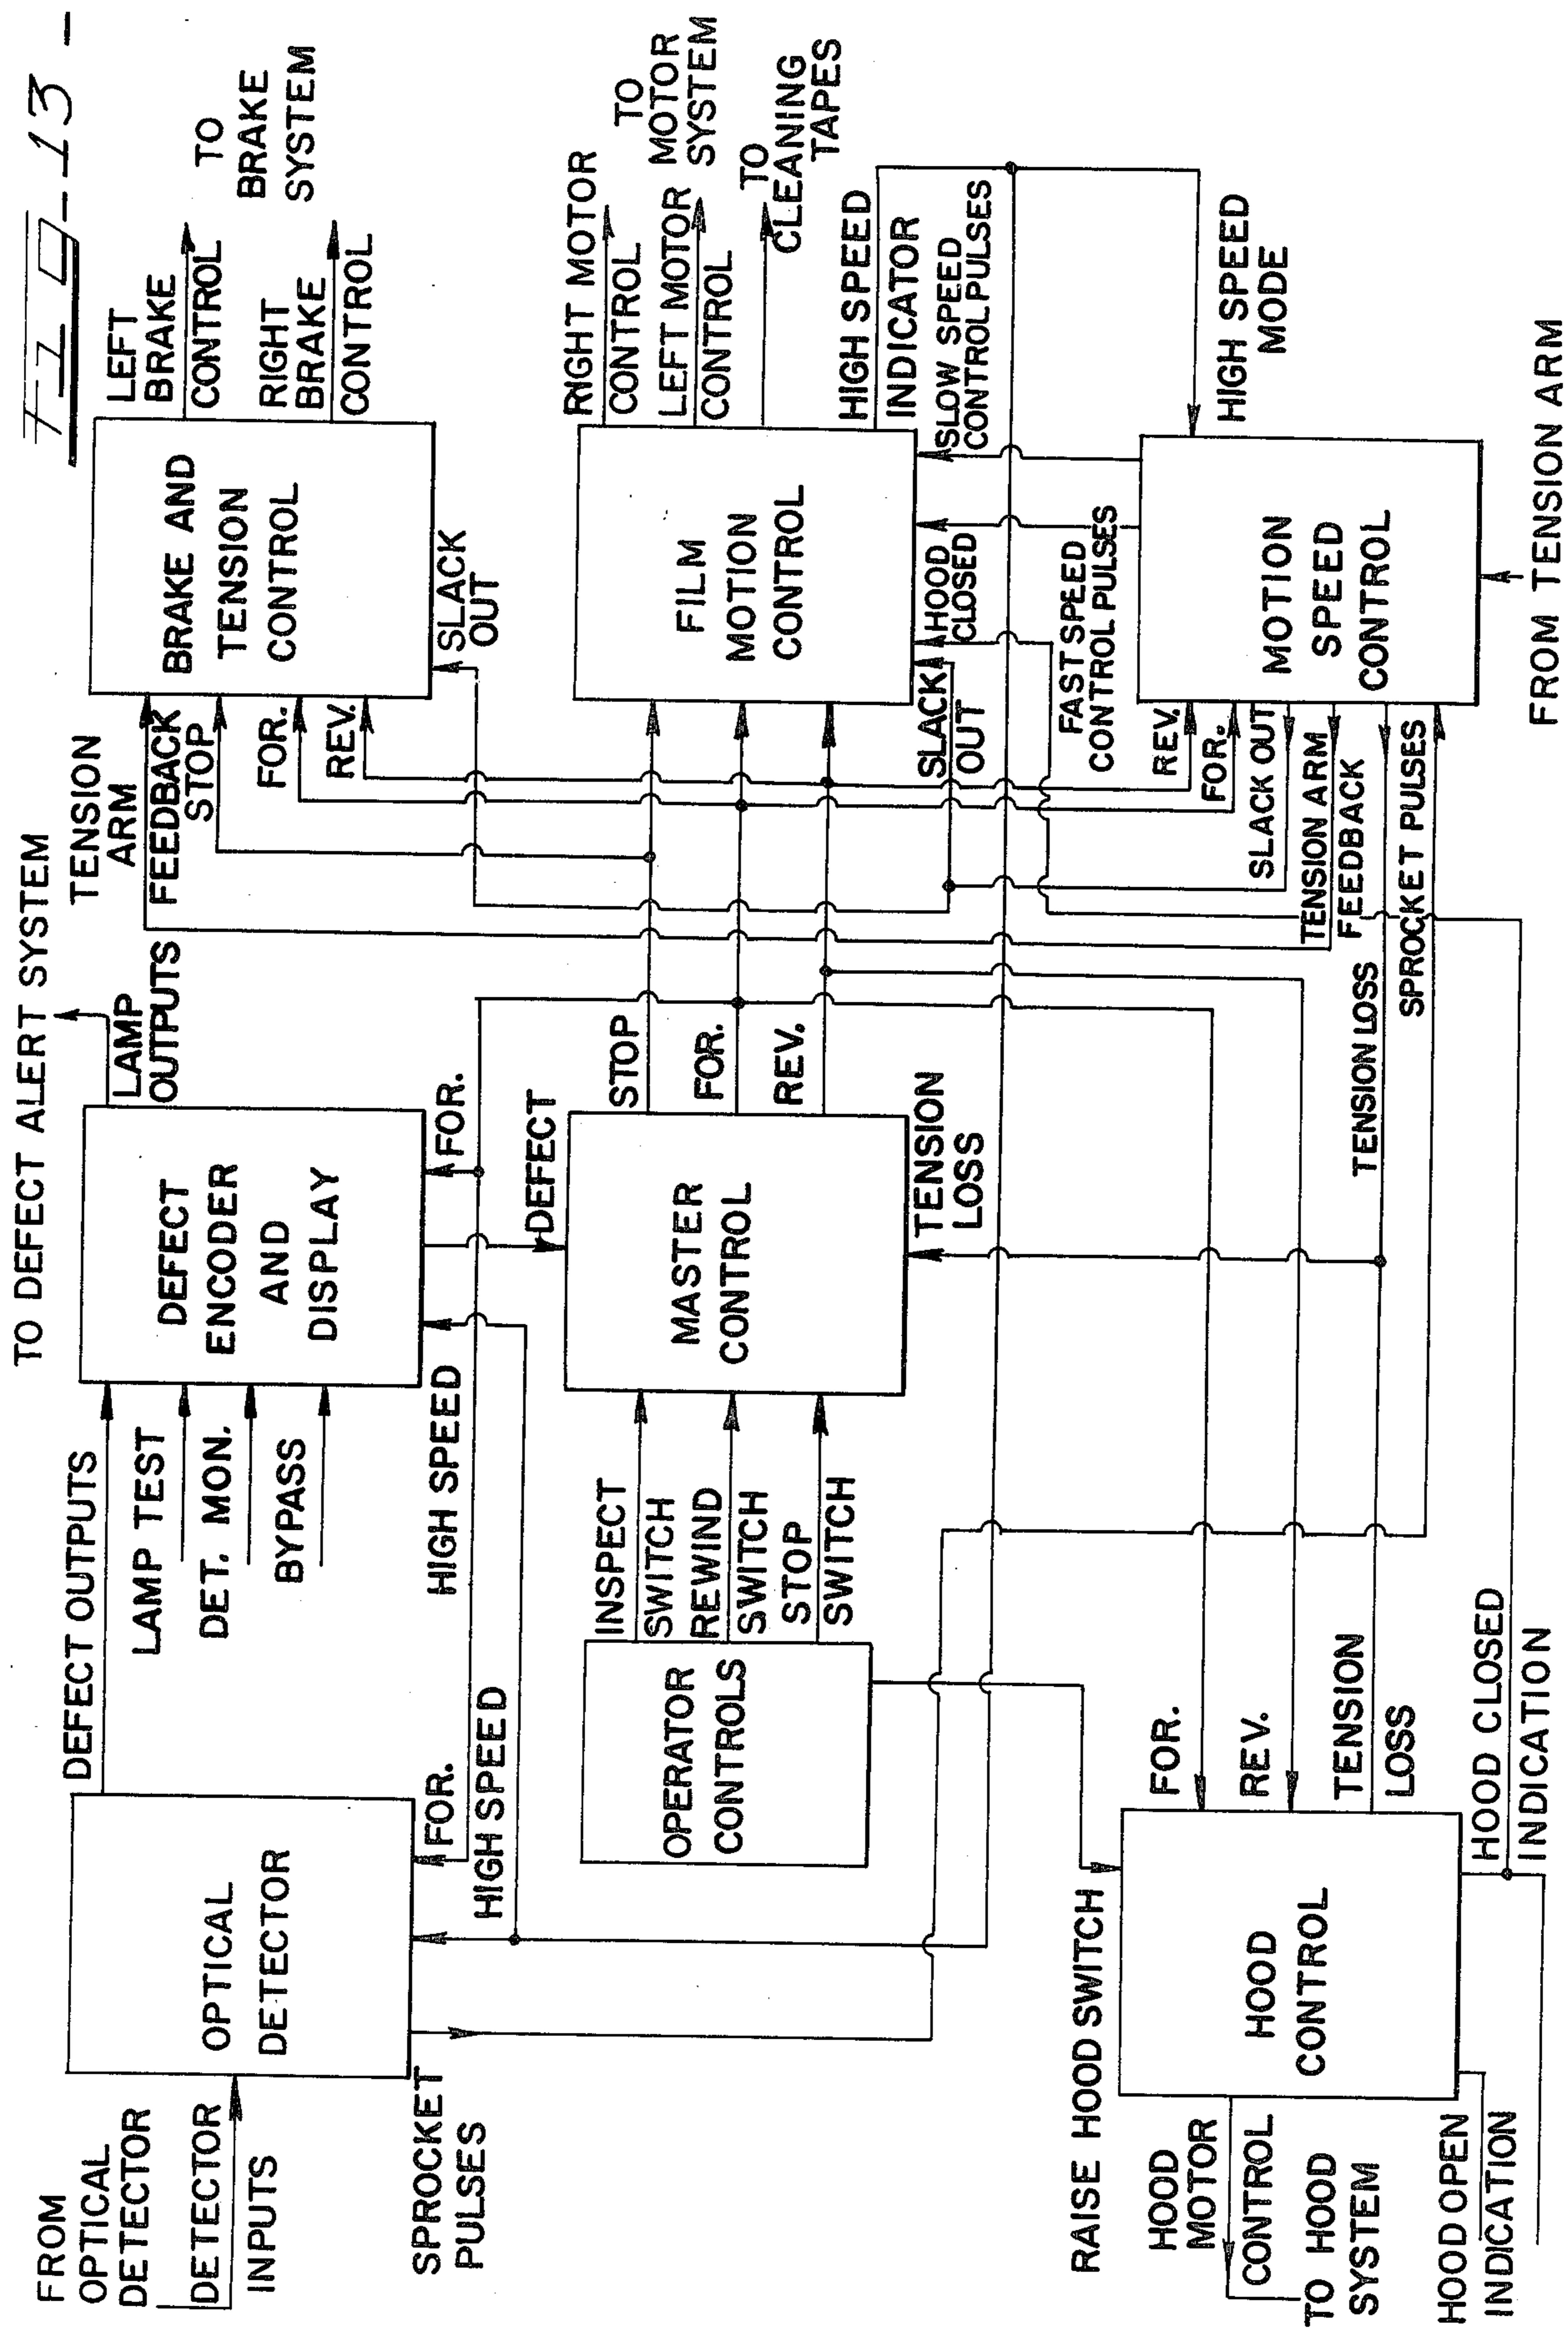 FIG-13-
TO DEFECT ALERT SYSTEM
FROM
OPTICAL
DETECTOR
DETECTOR
INPUTS
OPTICAL
DETECTOR
DEFECT OUTPUTS
LAMP TEST
DET. MON.
BYPASS
DEFECT
ENCODER
AND
DISPLAY
LAMP
OUTPUTS
TENSION
ARM
FEEDBACK
STOP
FOR.
REV.
BRAKE AND
TENSION
CONTROL
LEFT
BRAKE
CONTROL
RIGHT
BRAKE
CONTROL
TO
BRAKE
SYSTEM
SPROCKET
PULSES
FOR.
HIGH SPEED
HIGH SPEED
FOR.
DEFECT
SLACK
OUT
OPERATOR
CONTROLS
INSPECT
SWITCH
REWIND
SWITCH
STOP
SWITCH
MASTER
CONTROL
STOP
FOR.
REV.
TENSION
LOSS
FILM
MOTION
CONTROL
RIGHT MOTOR
CONTROL
LEFT MOTOR
CONTROL
TO
MOTOR
SYSTEM
TO
CLEANING
TAPES
HIGH SPEED
INDICATOR
SLACK
OUT
HOOD
CLOSED
SLOW SPEED
CONTROL PULSES
FAST SPEED
CONTROL PULSES
HIGH SPEED
MODE
RAISE HOOD SWITCH
HOOD
MOTOR
CONTROL
TO HOOD
SYSTEM
HOOD
CONTROL
FOR.
REV.
TENSION
LOSS
HOOD OPEN
INDICATION
HOOD CLOSED
INDICATION
TENSION LOSS
SPROCKET PULSES
REV.
FOR.
SLACK OUT
TENSION ARM
FEEDBACK
MOTION
SPEED
CONTROL
FROM TENSION ARM